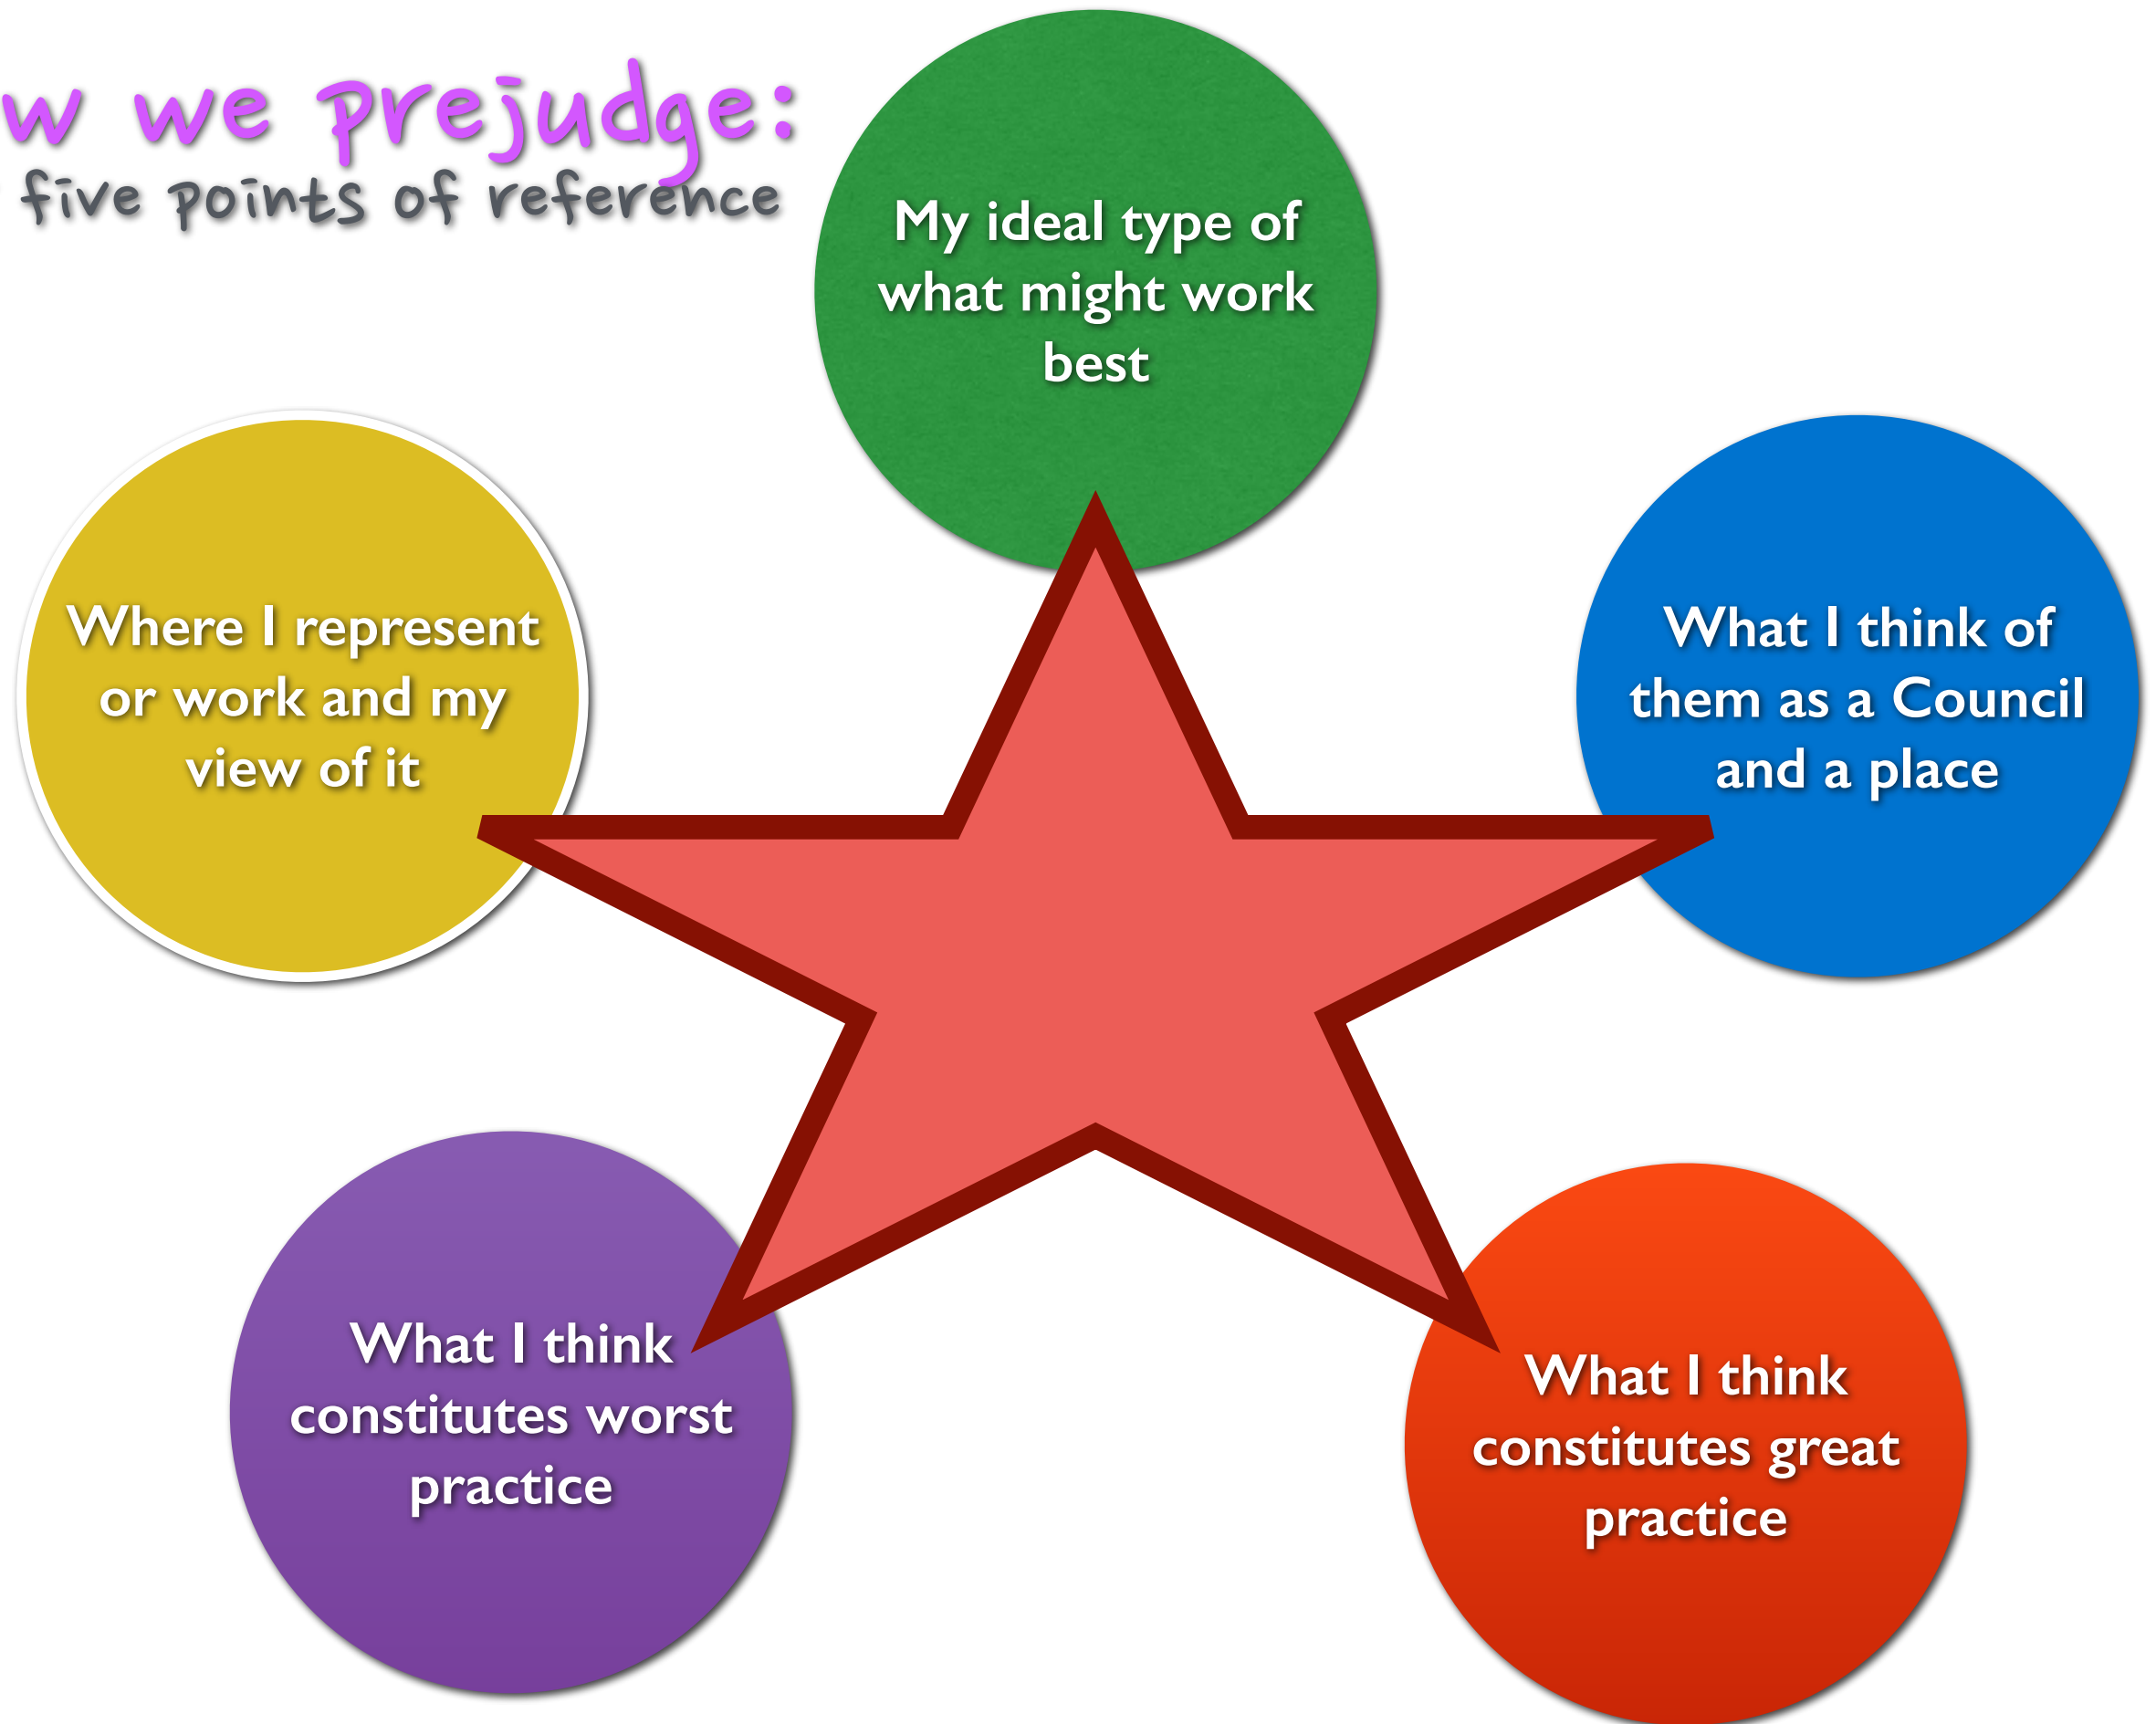 w we prejudge:
five points of reference
My ideal type of
what might work
best
Where I represent
or work and my
view of it
What I think of
them as a Council
and a place
What I think
constitutes worst
practice
What I think
constitutes great
practice